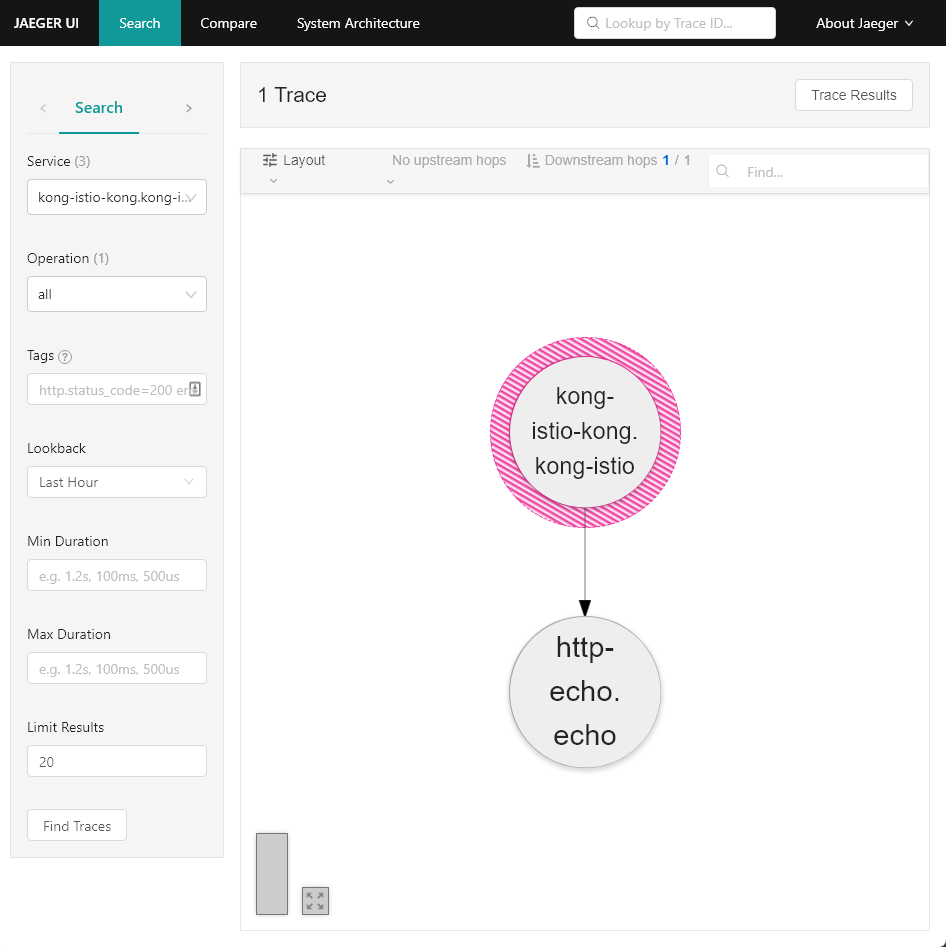 JAEGER UI Search Compare System Architecture Lookup by Trace ID... About Jaeger
Search
Service (3)
kong-istio-kong.kong-i...
Operation (1)
all
Tags ?
http.status_code=200 er
Lookback
Last Hour
Min Duration
e.g. 1.2s, 100ms, 500us
Max Duration
e.g. 1.2s, 100ms, 500us
Limit Results
20
Find Traces
1 Trace
Trace Results
Layout No upstream hops Downstream hops 1 / 1 Find...
kong-
istio-kong.
kong-istio
http-
echo.
echo